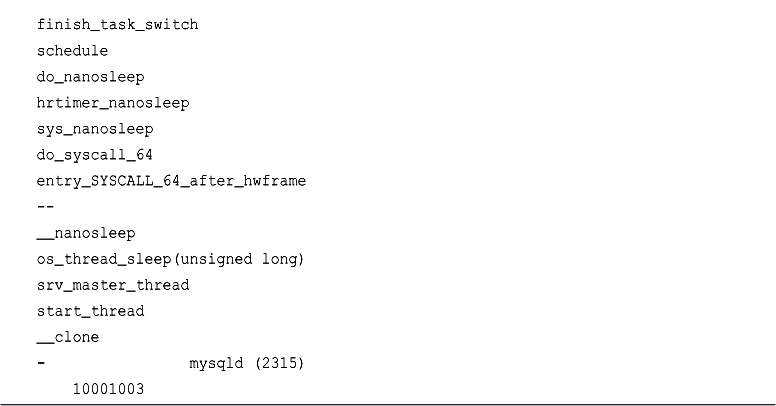 finish_task_switch
schedule
do_nanosleep
hrtimer_nanosleep
sys_nanosleep
do_syscall_64
entry_SYSCALL_64_after_hwframe
--
__nanosleep
os_thread_sleep(unsigned long)
srv_master_thread
start_thread
__clone
-                mysqld (2315)
    10001003